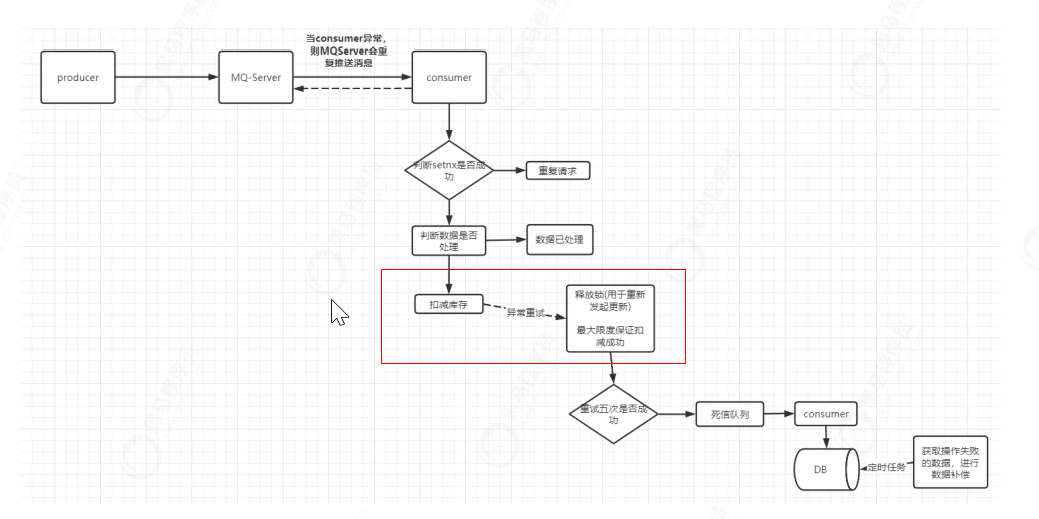 当consumer异常,
则MQServer会重
复推送消息
producer
MQ-Server
consumer
判断setnx是否成
功
重复请求
判断数据是否
处理
数据已处理
扣减库存
异常重试
释放锁(用于重新
发起更新)
最大限度保证扣
减成功
重试五次是否成
功
死信队列
consumer
DB
定时任务
获取操作失败
的数据，进行
数据补偿
黑马程序员